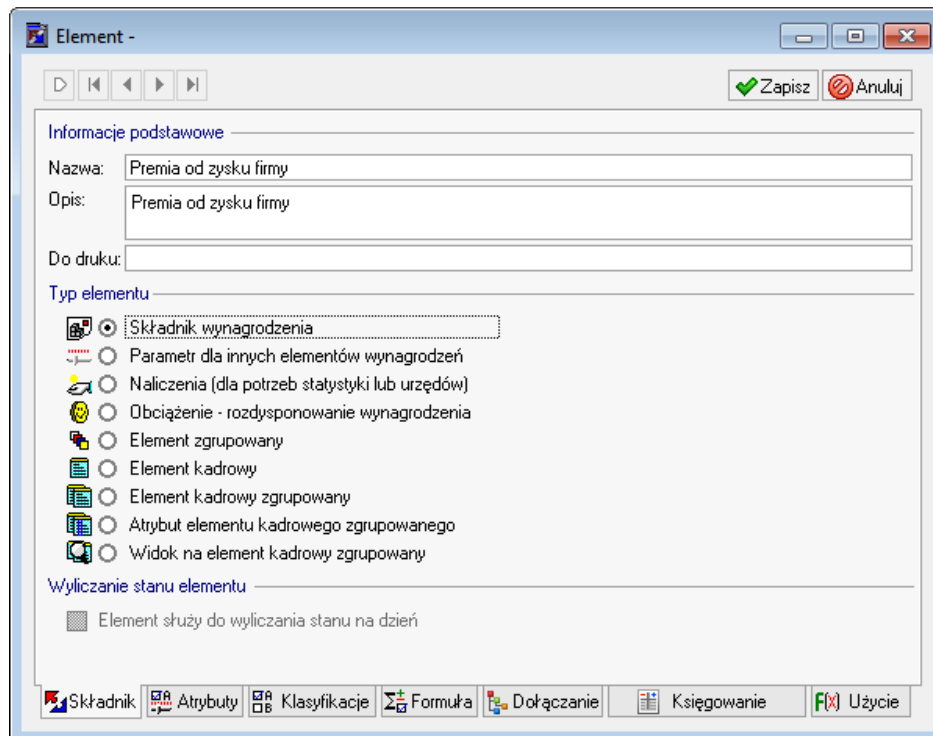 Element -
Zapisz Anuluj
Informacje podstawowe
Nazwa: Premia od zysku firmy
Opis: Premia od zysku firmy
Do druku:
Typ elementu
Składnik wynagrodzenia
Parametr dla innych elementów wynagrodzeń
Naliczenia (dla potrzeb statystyki lub urzędów)
Obciążenie - rozdysponowanie wynagrodzenia
Element zgrupowany
Element kadrowy
Element kadrowy zgrupowany
Atrybut elementu kadrowego zgrupowanego
Widok na element kadrowy zgrupowany
Wyliczanie stanu elementu
Element służy do wyliczania stanu na dzień
Składnik Atrybuty Klasyfikacje Formuła Dołączanie Księgowanie F(X) Użycie